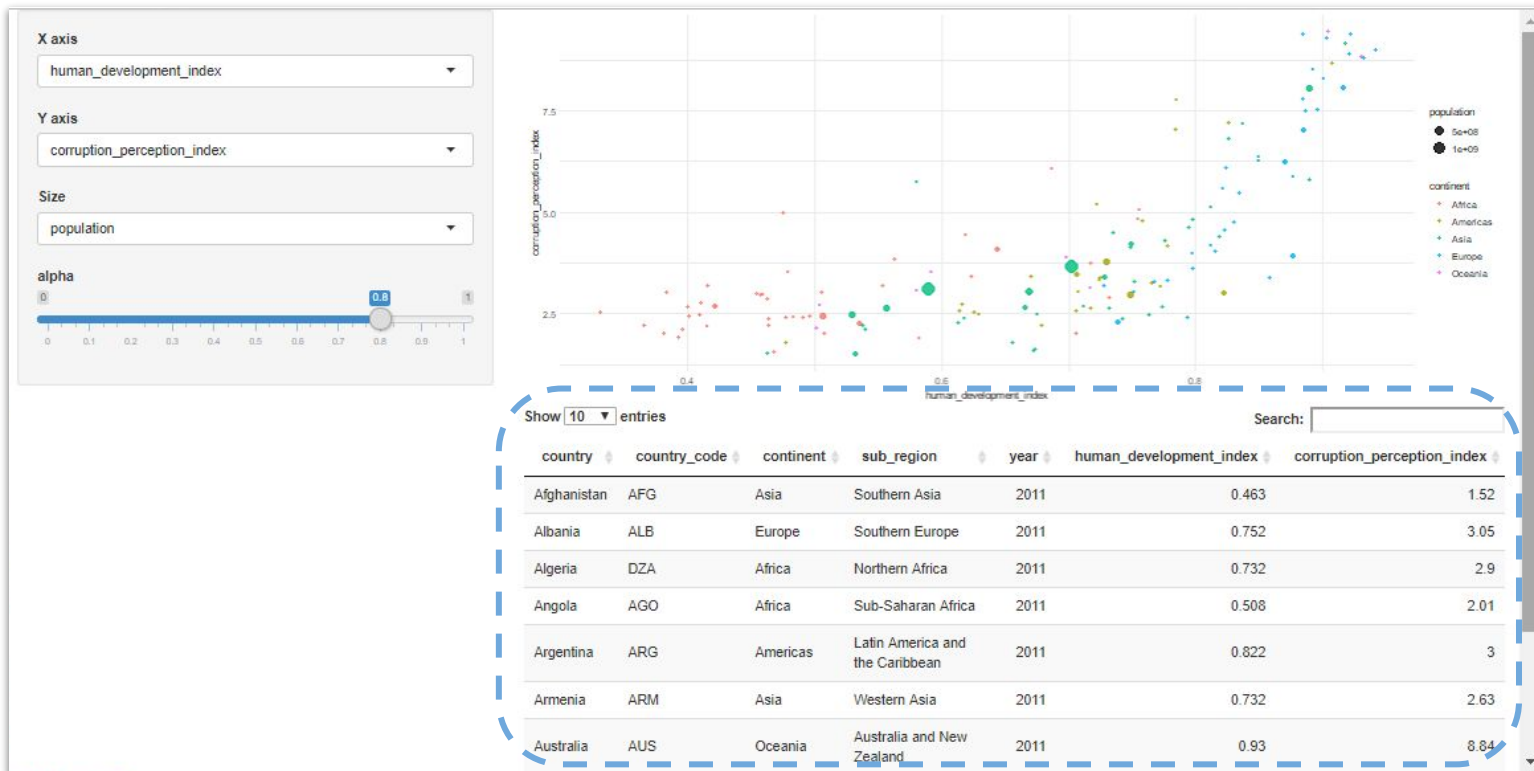 X axis
human_development_index
Y axis
corruption_perception_index
Size
population
alpha
0 0.8 1
0 0.1 0.2 0.3 0.4 0.5 0.6 0.7 0.8 0.9 1
corruption_perception_index
7.5
5.0
2.5
0.4 0.6 0.8
human_development_index
population
5e+08
1e+09
continent
Africa
Americas
Asia
Europe
Oceania
Show 10 entries Search:
country country_code continent sub_region year human_development_index corruption_perception_index
Afghanistan AFG Asia Southern Asia 2011 0.463 1.52
Albania ALB Europe Southern Europe 2011 0.752 3.05
Algeria DZA Africa Northern Africa 2011 0.732 2.9
Angola AGO Africa Sub-Saharan Africa 2011 0.508 2.01
Argentina ARG Americas Latin America and 2011 0.822 3
the Caribbean
Armenia ARM Asia Western Asia 2011 0.732 2.63
Australia AUS Oceania Australia and New 2011 0.93 8.84
Zealand